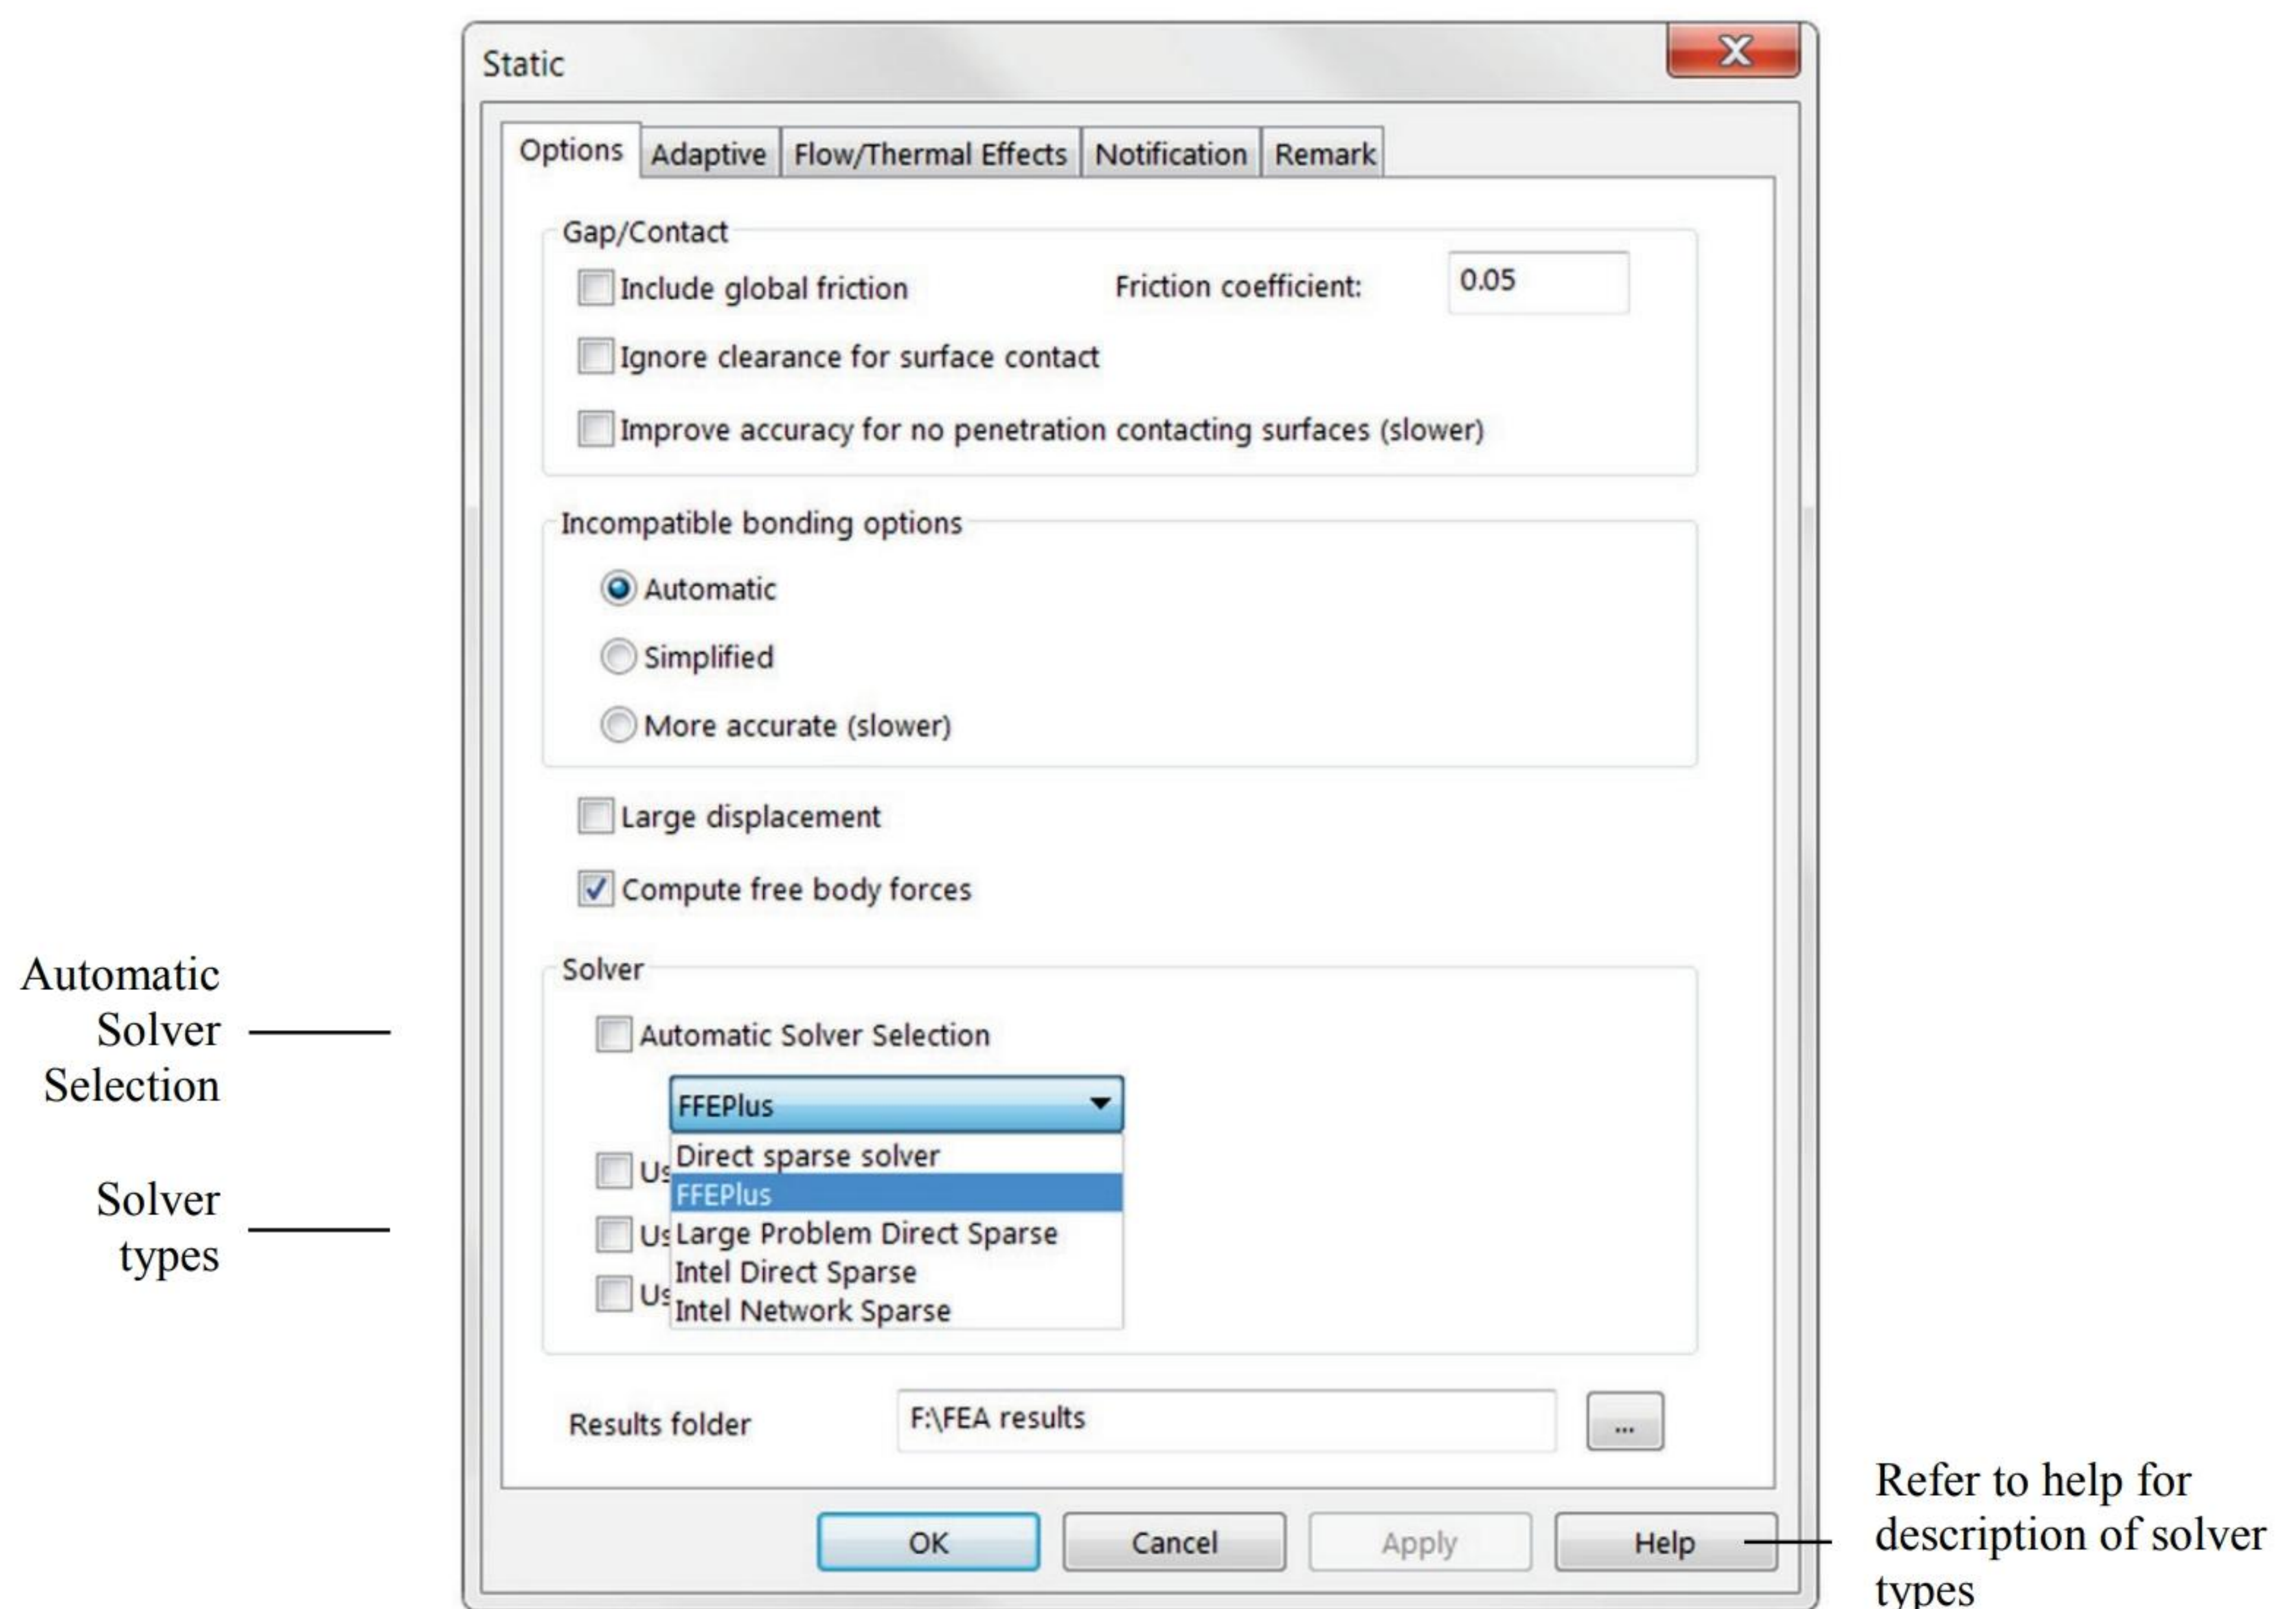 Static
Options Adaptive Flow/Thermal Effects Notification Remark
Gap/Contact
Include global friction Friction coefficient: 0.05
Ignore clearance for surface contact
Improve accuracy for no penetration contacting surfaces (slower)
Incompatible bonding options
Automatic
Simplified
More accurate (slower)
Large displacement
Compute free body forces
Automatic
Solver
Selection
Solver
Automatic Solver Selection
FFEPlus
Solver
types
Direct sparse solver
FFEPlus
Large Problem Direct Sparse
Intel Direct Sparse
Intel Network Sparse
Results folder F:\FEA results ...
OK Cancel Apply Help
Refer to help for
description of solver
types